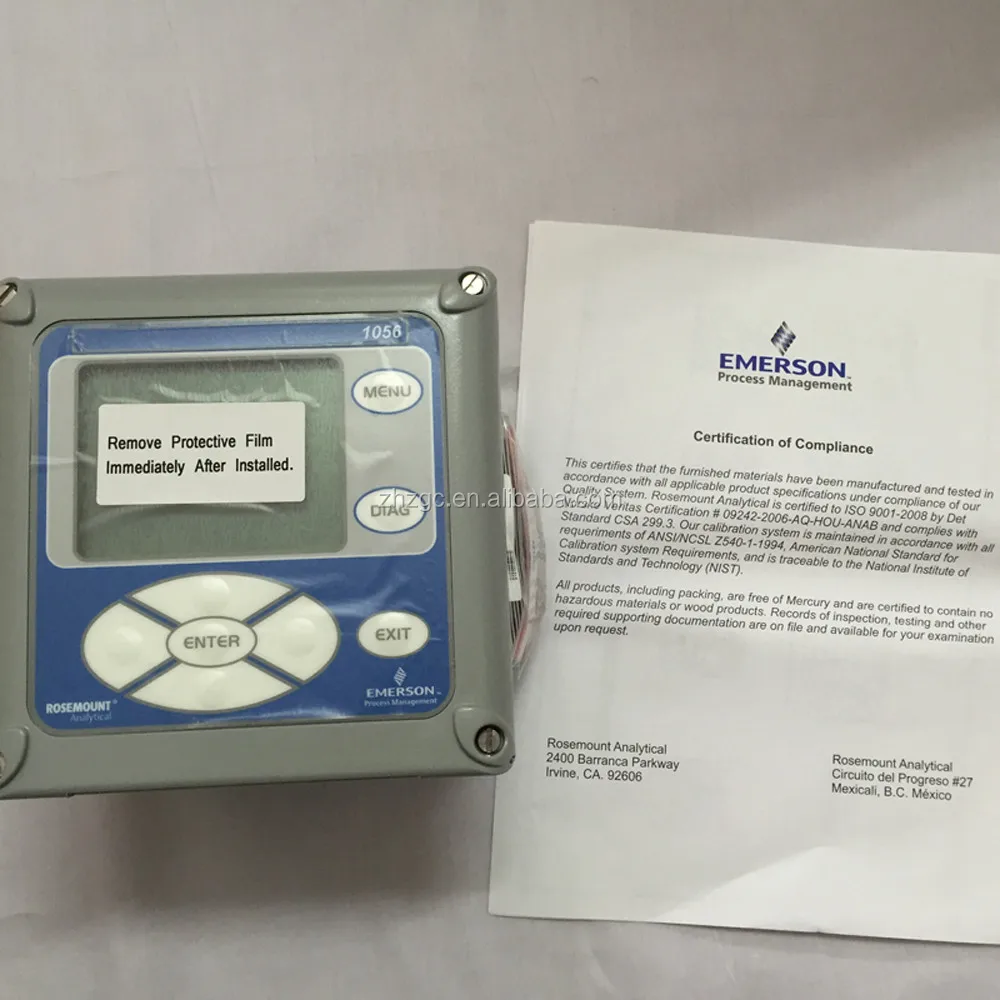 1056
MENU
Remove Protective Film
Immediately After Installed.
DIAG
ENTER
EXIT
ROSEMOUNT®
Analytical
EMERSON™
Process Management
zhzgc.en.alibaba.com
EMERSON™
Process Management
Certification of Compliance
This certifies that the furnished materials have been manufactured and tested in
accordance with all applicable product specifications under compliance of our
Quality System. Rosemount Analytical is certified to ISO 9001-2008 by Det
Veritas Certification # 09242-2006-AQ-HOU-ANAB and complies with
Standard CSA 299.3. Our calibration system is maintained in accordance with all
requeriments of ANSI/NCSL Z540-1-1994, American National Standard for
Calibration system Requirements, and is traceable to the National Institute of
Standards and Technology (NIST).
All products, including packing, are free of Mercury and are certified to contain no
hazardous materials or wood products. Records of inspection, testing and other
required supporting documentation are on file and available for your examination
upon request.
Rosemount Analytical
2400 Barranca Parkway
Irvine, CA. 92606
Rosemount Analytical
Circuito del Progreso #27
Mexicali, B.C. México